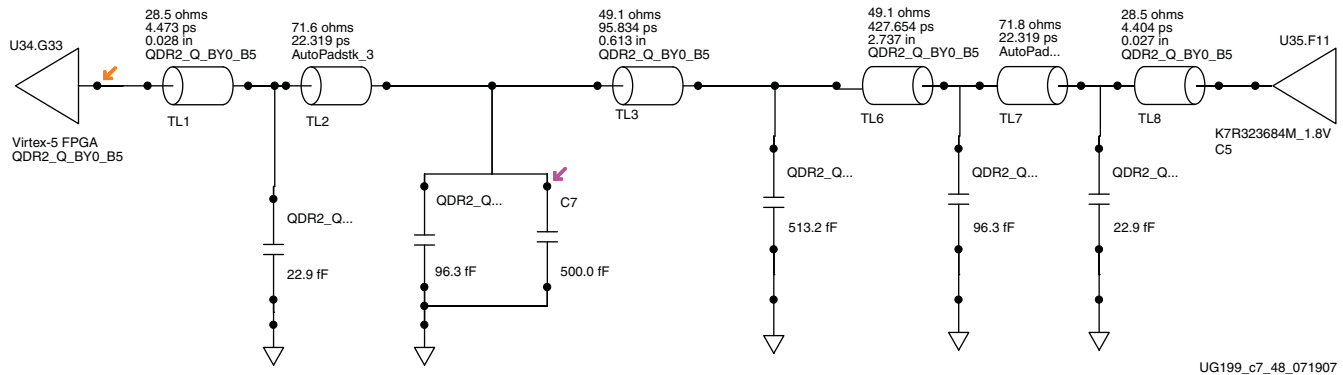 28.5 ohms
4.473 ps
0.028 in
QDR2_Q_BY0_B5
71.6 ohms
22.319 ps
AutoPadstk_3
49.1 ohms
95.834 ps
0.613 in
QDR2_Q_BY0_B5
49.1 ohms
427.654 ps
2.737 in
QDR2_Q_BY0_B5
71.8 ohms
22.319 ps
AutoPad...
28.5 ohms
4.404 ps
0.027 in
QDR2_Q_BY0_B5
U34.G33
U35.F11
TL1
TL2
TL3
TL6
TL7
TL8
Virtex-5 FPGA
QDR2_Q_BY0_B5
K7R323684M_1.8V
C5
QDR2_Q...
22.9 fF
QDR2_Q...
96.3 fF
C7
500.0 fF
QDR2_Q...
513.2 fF
QDR2_Q...
96.3 fF
QDR2_Q...
22.9 fF
UG199_c7_48_071907